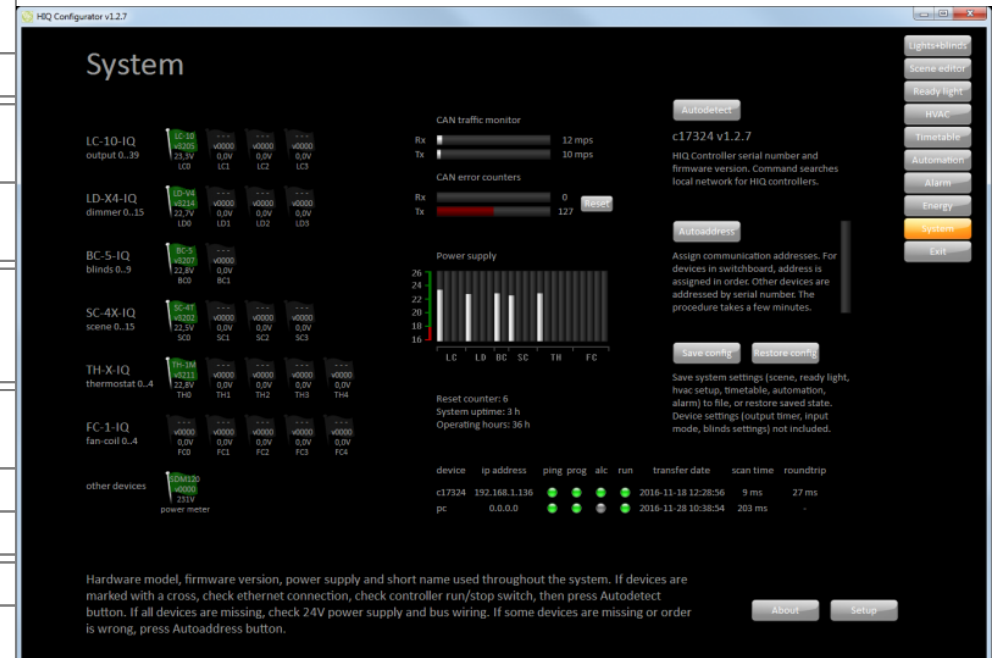 HIQ Configurator v1.2.7
System
Lights+blinds
Scene editor
Ready light
HVAC
Timetable
Automation
Alarm
Energy
System
Exit
LC-10-IQ
output 0..39
LC-10 --- --- ---
v9205 v0000 v0000 v0000
23,5V 0,0V 0,0V 0,0V
LC0 LC1 LC2 LC3
LD-X4-IQ
dimmer 0..15
LD-V4 --- --- ---
v9214 v0000 v0000 v0000
22,7V 0,0V 0,0V 0,0V
LD0 LD1 LD2 LD3
BC-5-IQ
blinds 0..9
BC-5 ---
v9207 v0000
22,8V 0,0V
BC0 BC1
SC-4X-IQ
scene 0..15
SC-4T --- --- ---
v9202 v0000 v0000 v0000
22,5V 0,0V 0,0V 0,0V
SC0 SC1 SC2 SC3
TH-X-IQ
thermostat 0..4
TH-1M --- --- --- ---
v9211 v0000 v0000 v0000 v0000
22,8V 0,0V 0,0V 0,0V 0,0V
TH0 TH1 TH2 TH3 TH4
FC-1-IQ
fan-coil 0..4
--- --- --- --- ---
v0000 v0000 v0000 v0000 v0000
0,0V 0,0V 0,0V 0,0V 0,0V
FC0 FC1 FC2 FC3 FC4
other devices
SDM120
v0000
231V
power meter
CAN traffic monitor
Rx 12 mps
Tx 10 mps
CAN error counters
Rx 0
Tx 127
Reset
Power supply
26
24
22
20
18
16
LC LD BC SC TH FC
Reset counter: 6
System uptime: 3 h
Operating hours: 36 h
Autodetect
c17324 v1.2.7
HIQ Controller serial number and
firmware version. Command searches
local network for HIQ controllers.
Autoaddress
Assign communication addresses. For
devices in switchboard, address is
assigned in order. Other devices are
addressed by serial number. The
procedure takes a few minutes.
Save config Restore config
Save system settings (scene, ready light,
hvac setup, timetable, automation,
alarm) to file, or restore saved state.
Device settings (output timer, input
mode, blinds settings) not included.
device ip address ping prog alc run transfer date scan time roundtrip
c17324 192.168.1.136 2016-11-18 12:28:56 9 ms 27 ms
pc 0.0.0.0 2016-11-28 10:38:54 203 ms -
Hardware model, firmware version, power supply and short name used throughout the system. If devices are
marked with a cross, check ethernet connection, check controller run/stop switch, then press Autodetect
button. If all devices are missing, check 24V power supply and bus wiring. If some devices are missing or order
is wrong, press Autoaddress button.
About Setup